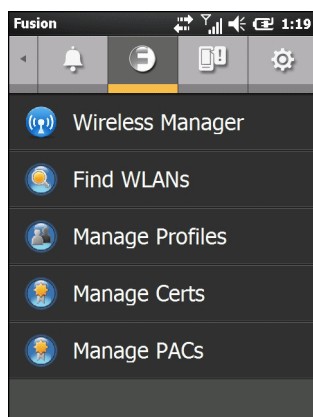 Fusion 1:19
Wireless Manager
Find WLANs
Manage Profiles
Manage Certs
Manage PACs